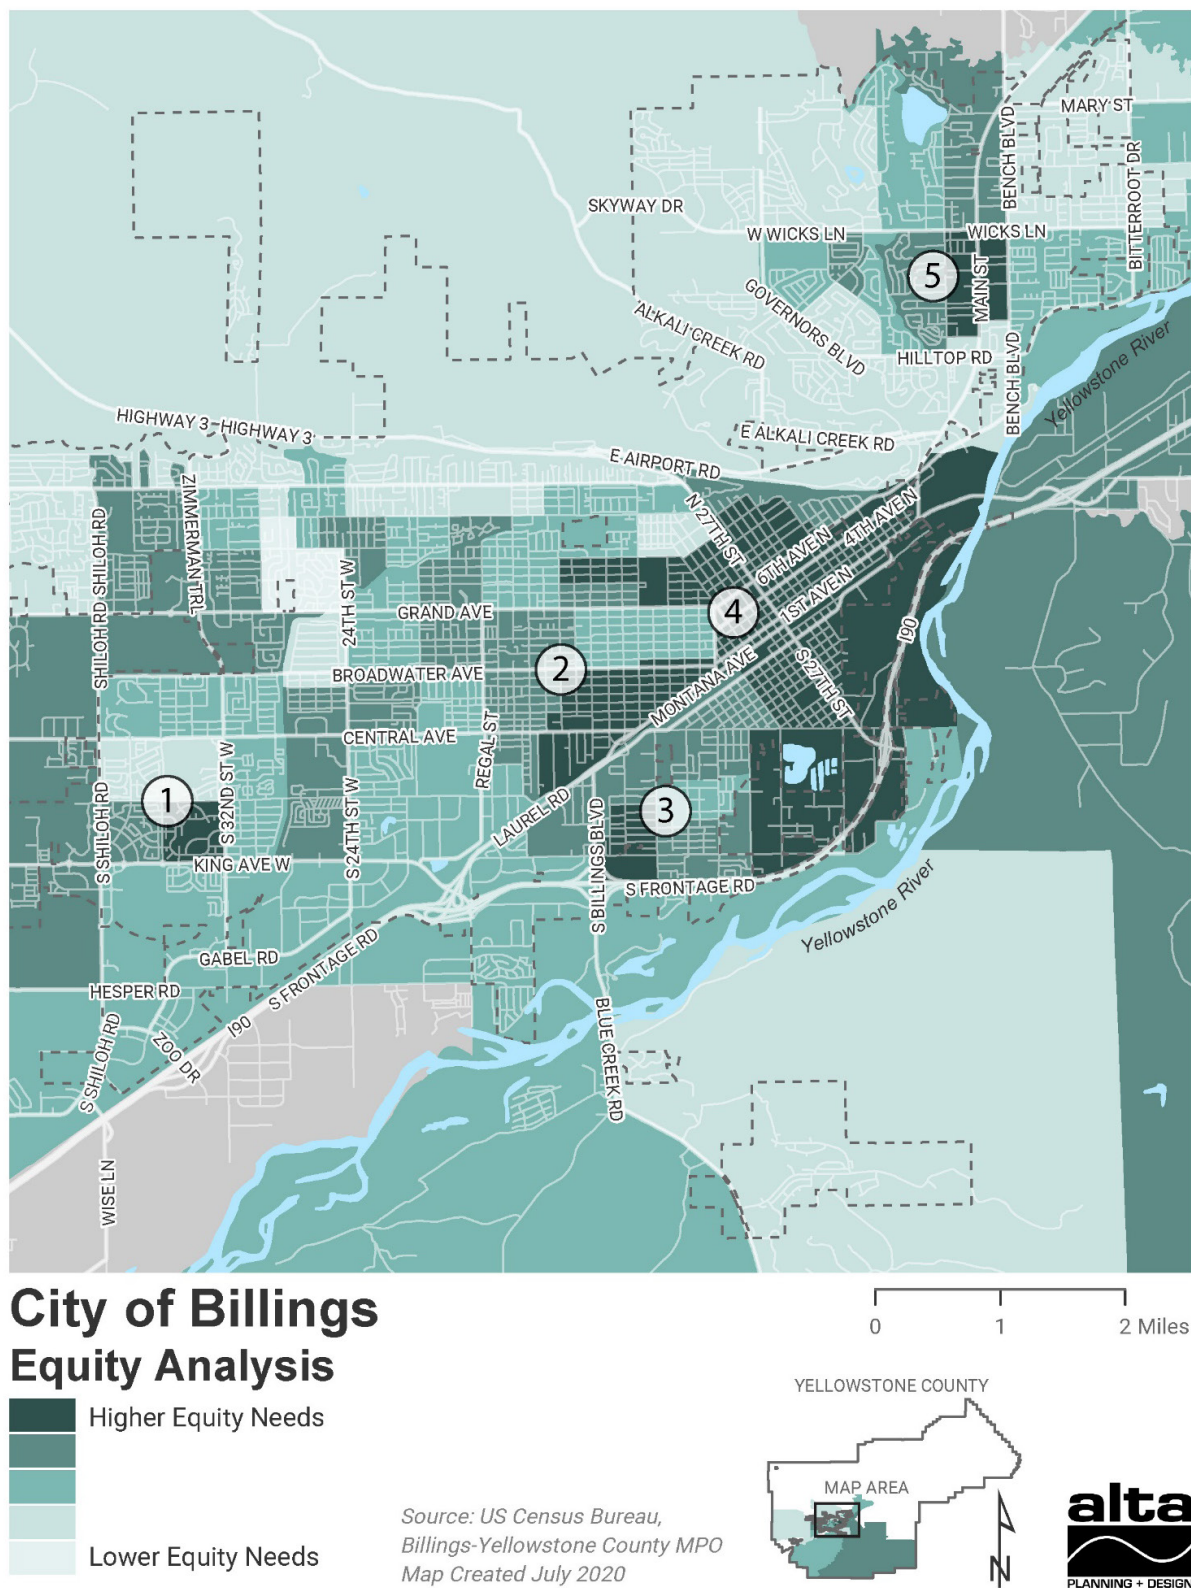 MARY ST
BENCH BLVD
BITTERROOT DR
SKYWAY DR
W WICKS LN
WICKS LN
5
MAIN ST
GOVERNORS BLVD
ALKALI CREEK RD
HILLTOP RD
BENCH BLVD
Yellowstone River
HIGHWAY 3
HIGHWAY 3
E ALKALI CREEK RD
E AIRPORT RD
ZIMMERMAN TRL
N 27TH ST
6TH AVE N
4TH AVE N
SHILOH RD
SHILOH RD
24TH ST W
GRAND AVE
4
1ST AVE N
I90
2
BROADWATER AVE
MONTANA AVE
S 27TH ST
REGAL ST
CENTRAL AVE
1
S 32ND ST W
S SHILOH RD
S 24TH ST W
LAUREL RD
3
KING AVE W
S BILLINGS BLVD
S FRONTAGE RD
Yellowstone River
GABEL RD
S FRONTAGE RD
HESPER RD
I90
S SHILOH RD
ZOO DR
BLUE CREEK RD
WISE LN
City of Billings
Equity Analysis
Higher Equity Needs
Lower Equity Needs
0 1 2 Miles
YELLOWSTONE COUNTY
MAP AREA
Source: US Census Bureau,
Billings-Yellowstone County MPO
Map Created July 2020
N
alta
PLANNING + DESIGN